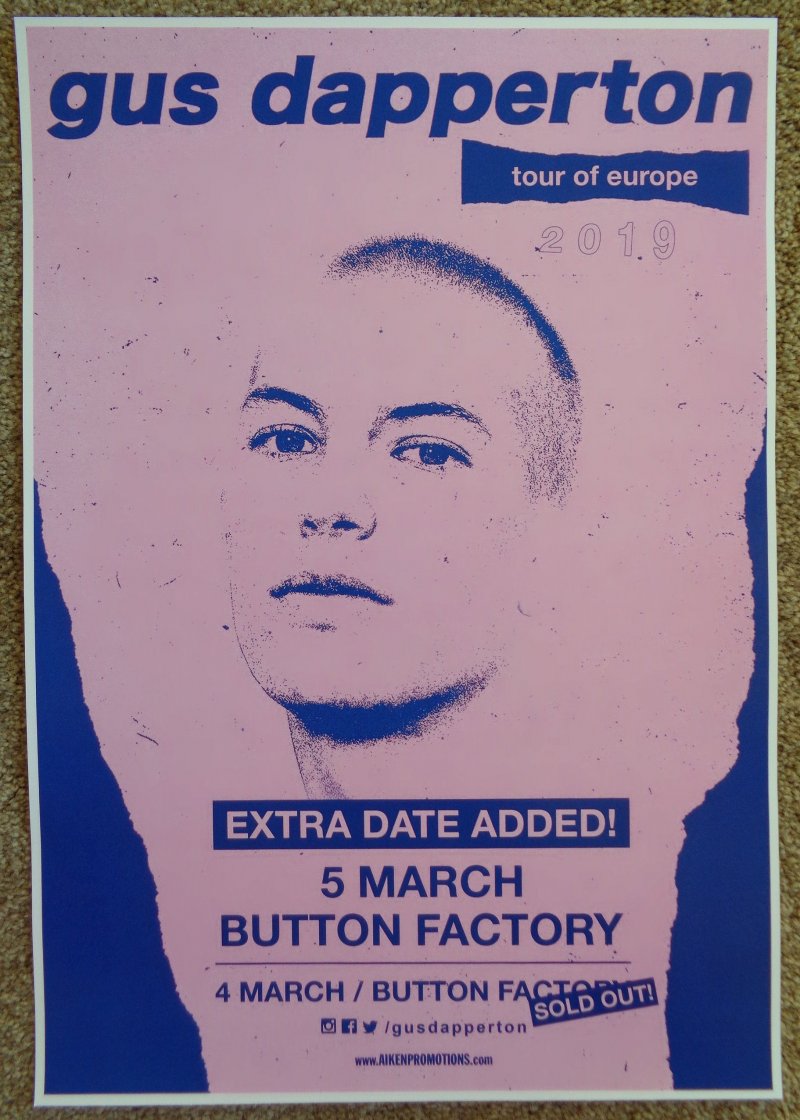 gus dapperton
tour of europe
2019
EXTRA DATE ADDED!
5 MARCH
BUTTON FACTORY
4 MARCH / BUTTON FACTORY
SOLD OUT!
/gusdapperton
www.AIKENPROMOTIONS.com